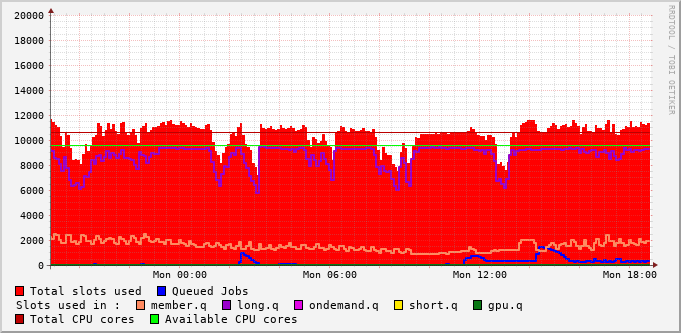 20000
18000
16000
14000
12000
10000
8000
6000
4000
2000
0
Mon 00:00 Mon 06:00 Mon 12:00 Mon 18:00
Total slots used Queued Jobs
Slots used in : member.q long.q ondemand.q short.q gpu.q
Total CPU cores Available CPU cores
RRDTOOL / TOBI OETIKER